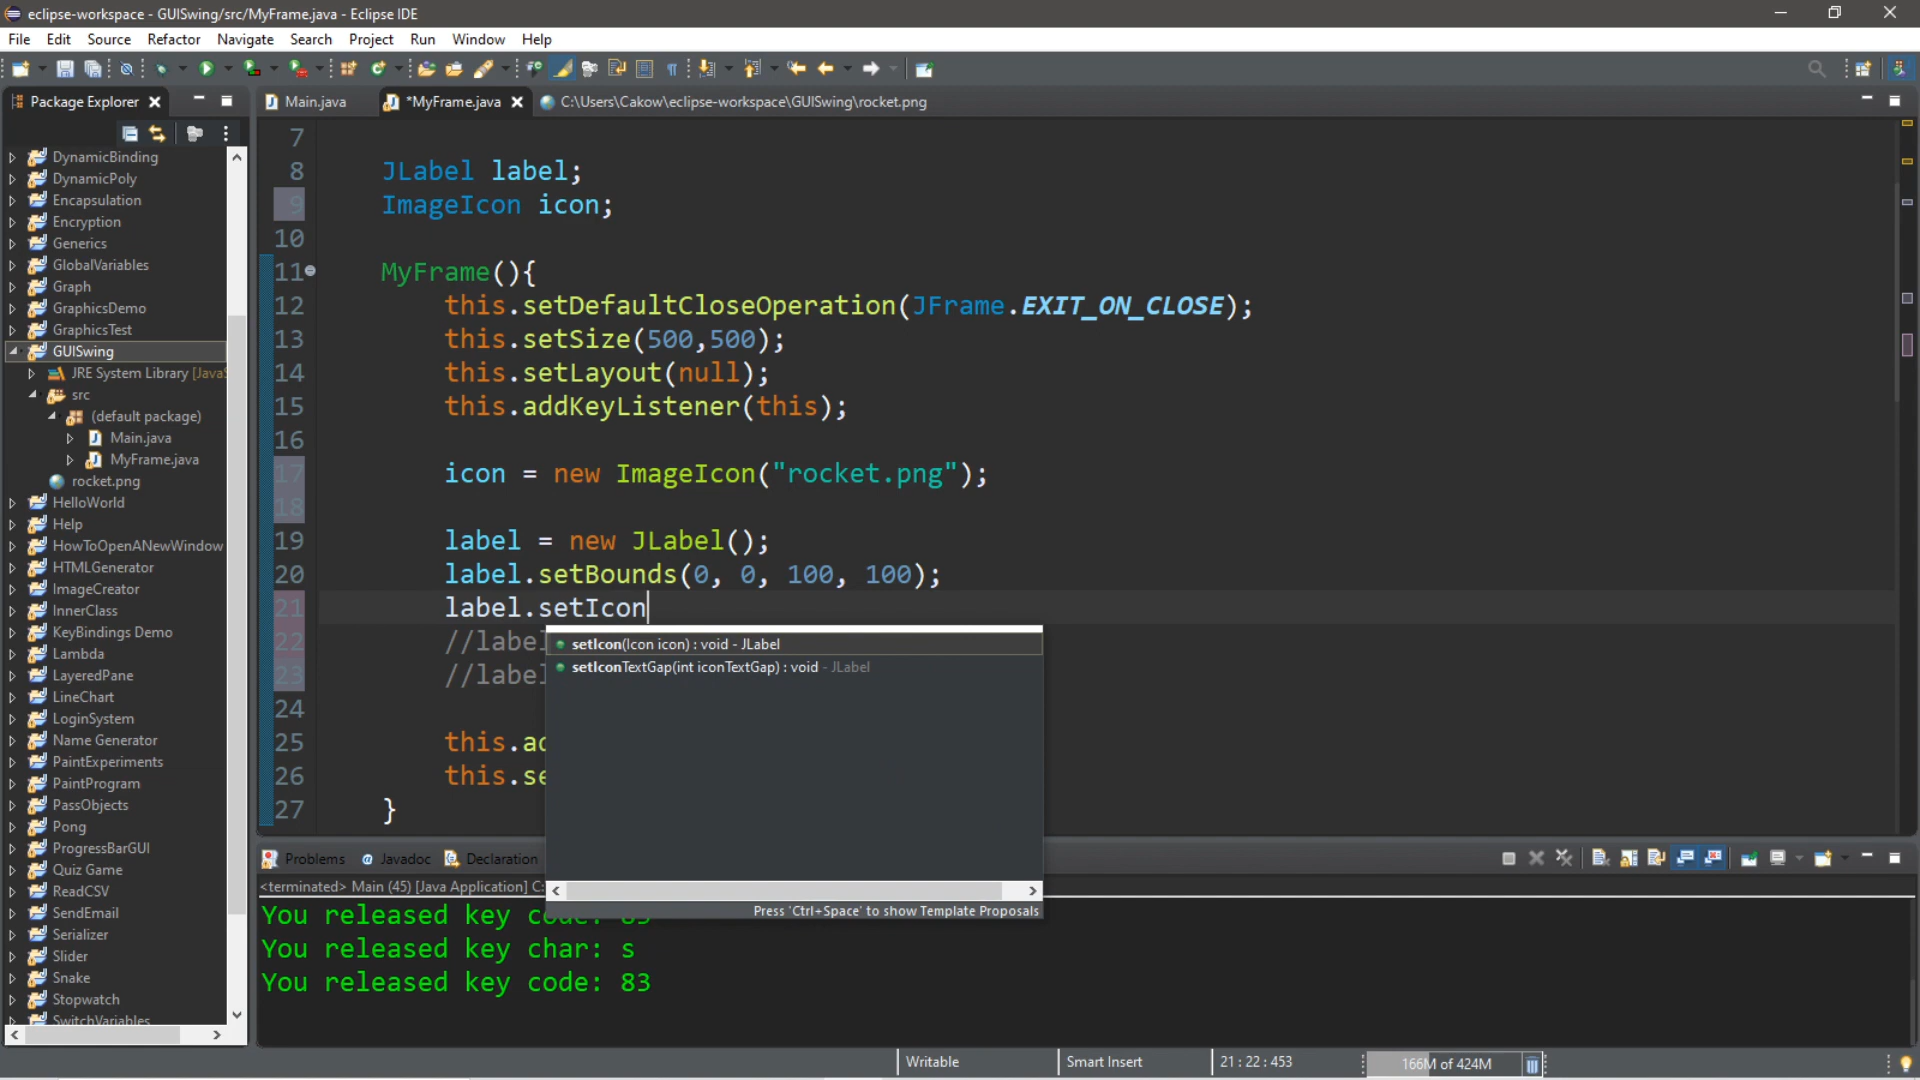 eclipse-workspace - GUISwing/src/MyFrame.java - Eclipse IDE
File Edit Source Refactor Navigate Search Project Run Window Help
Package Explorer
Main.java
*MyFrame.java
C:\Users\Cakow\eclipse-workspace\GUISwing\rocket.png
DynamicBinding
DynamicPoly
Encapsulation
Encryption
Generics
GlobalVariables
Graph
GraphicsDemo
GraphicsTest
GUISwing
JRE System Library [Java
src
(default package)
Main.java
MyFrame.java
rocket.png
HelloWorld
Help
HowToOpenANewWindow
HTMLGenerator
ImageCreator
InnerClass
KeyBindings Demo
Lambda
LayeredPane
LineChart
LoginSystem
Name Generator
PaintExperiments
PaintProgram
PassObjects
Pong
ProgressBarGUI
Quiz Game
ReadCSV
SendEmail
Serializer
Slider
Snake
Stopwatch
SwitchVariables
7
8 JLabel label;
9 ImageIcon icon;
10
11 MyFrame(){
12 this.setDefaultCloseOperation(JFrame.EXIT_ON_CLOSE);
13 this.setSize(500,500);
14 this.setLayout(null);
15 this.addKeyListener(this);
16
17 icon = new ImageIcon("rocket.png");
18
19 label = new JLabel();
20 label.setBounds(0, 0, 100, 100);
21 label.setIcon
22 //label
23 //label
24
25 this.ad
26 this.se
27 }
setIcon(Icon icon) : void - JLabel
setIconTextGap(int iconTextGap) : void - JLabel
Press 'Ctrl+Space' to show Template Proposals
Problems Javadoc Declaration
<terminated> Main (45) [Java Application] C:
You released key code: 83
You released key char: s
You released key code: 83
Writable
Smart Insert
21 : 22 : 453
166M of 424M